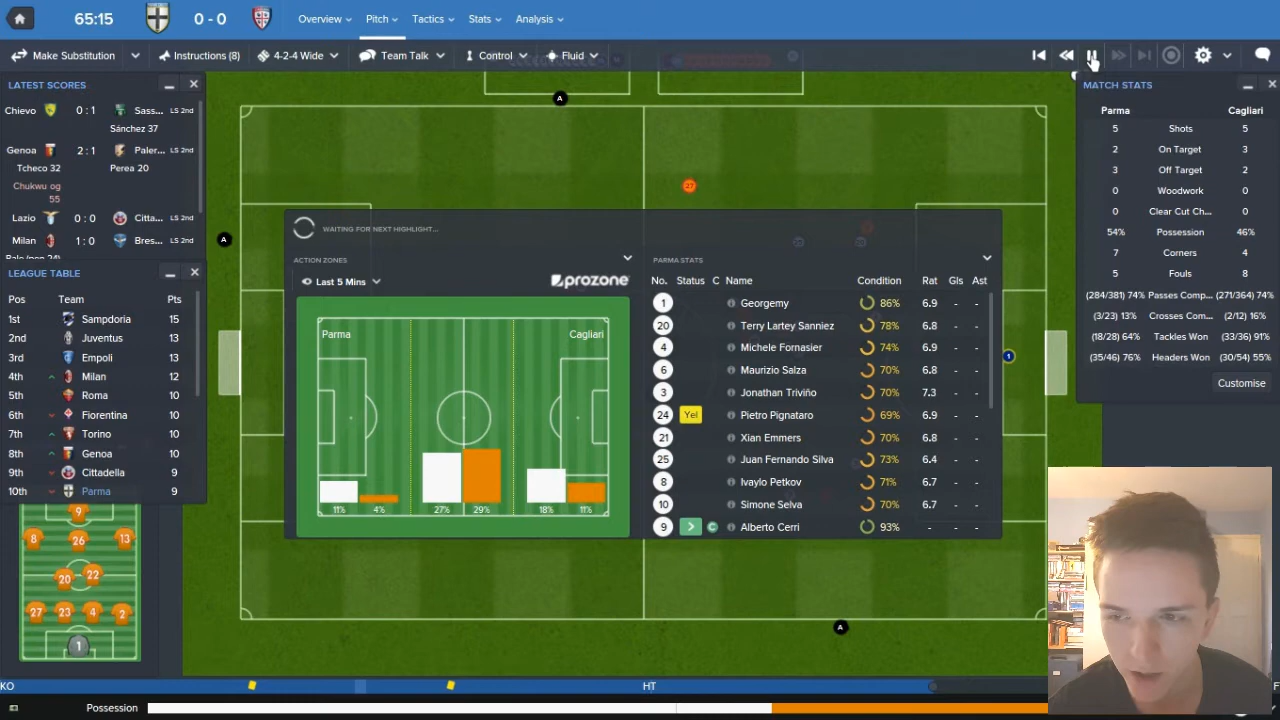 65:15 0 - 0 Overview Pitch Tactics Stats Analysis
Make Substitution Instructions (8) 4-2-4 Wide Team Talk Control Fluid
LATEST SCORES
Chievo 0 : 1 Sass... LS 2nd
Sánchez 37
Genoa 2 : 1 Paler... LS 2nd
Tcheco 32 Perea 20
Chukwu og
55
Lazio 0 : 0 Citta... LS 2nd
Milan 1 : 0 Bres... LS 2nd
LEAGUE TABLE
Pos Team Pts
1st Sampdoria 15
2nd Juventus 13
3rd Empoli 13
4th Milan 12
5th Roma 10
6th Fiorentina 10
7th Torino 10
8th Genoa 10
9th Cittadella 9
10th Parma 9
9
8 26 13
20 22
27 23 4 2
1
A
A
A
27
1
WAITING FOR NEXT HIGHLIGHT...
ACTION ZONES
Last 5 Mins prozone
Parma Cagliari
11% 4% 27% 29% 18% 11%
PARMA STATS
No. Status C Name Condition Rat Gls Ast
1 Georgemy 86% 6.9 - -
20 Terry Lartey Sanniez 78% 6.8 - -
4 Michele Fornasier 74% 6.9 - -
6 Maurizio Salza 70% 6.8 - -
3 Jonathan Triviño 70% 7.3 - -
24 Yel Pietro Pignataro 69% 6.9 - -
21 Xian Emmers 70% 6.8 - -
25 Juan Fernando Silva 73% 6.4 - -
8 Ivaylo Petkov 71% 6.7 - -
10 Simone Selva 70% 6.7 - -
9 C Alberto Cerri 93% - - -
MATCH STATS
Parma Cagliari
5 Shots 5
2 On Target 3
3 Off Target 2
0 Woodwork 0
0 Clear Cut Ch... 0
54% Possession 46%
7 Corners 4
5 Fouls 8
(284/381) 74% Passes Comp... (271/364) 74%
(3/23) 13% Crosses Com... (2/12) 16%
(18/28) 64% Tackles Won (33/36) 91%
(35/46) 76% Headers Won (30/54) 55%
Customise
KO HT F
Possession